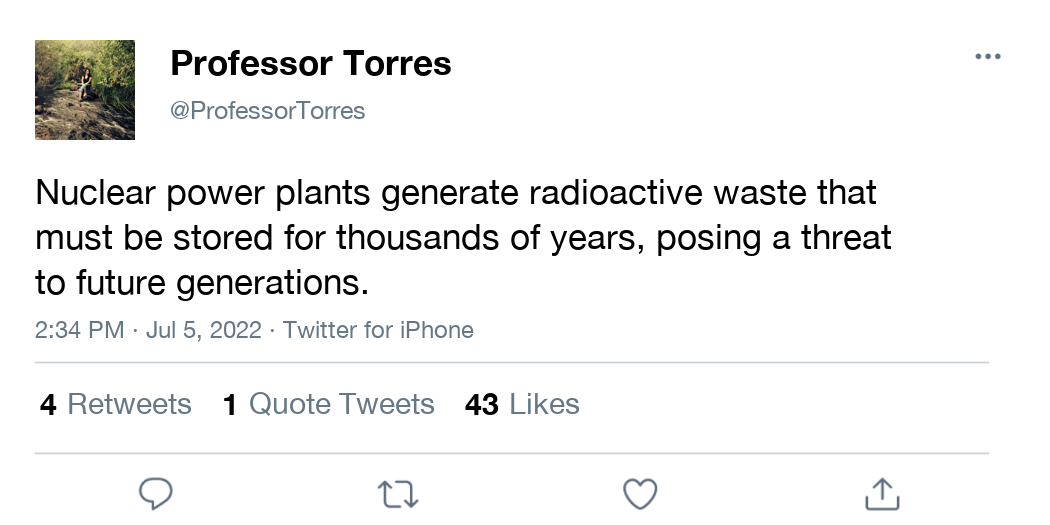 Professor Torres
@ProfessorTorres
Nuclear power plants generate radioactive waste that
must be stored for thousands of years, posing a threat
to future generations.
2:34 PM · Jul 5, 2022 · Twitter for iPhone
4 Retweets 1 Quote Tweets 43 Likes